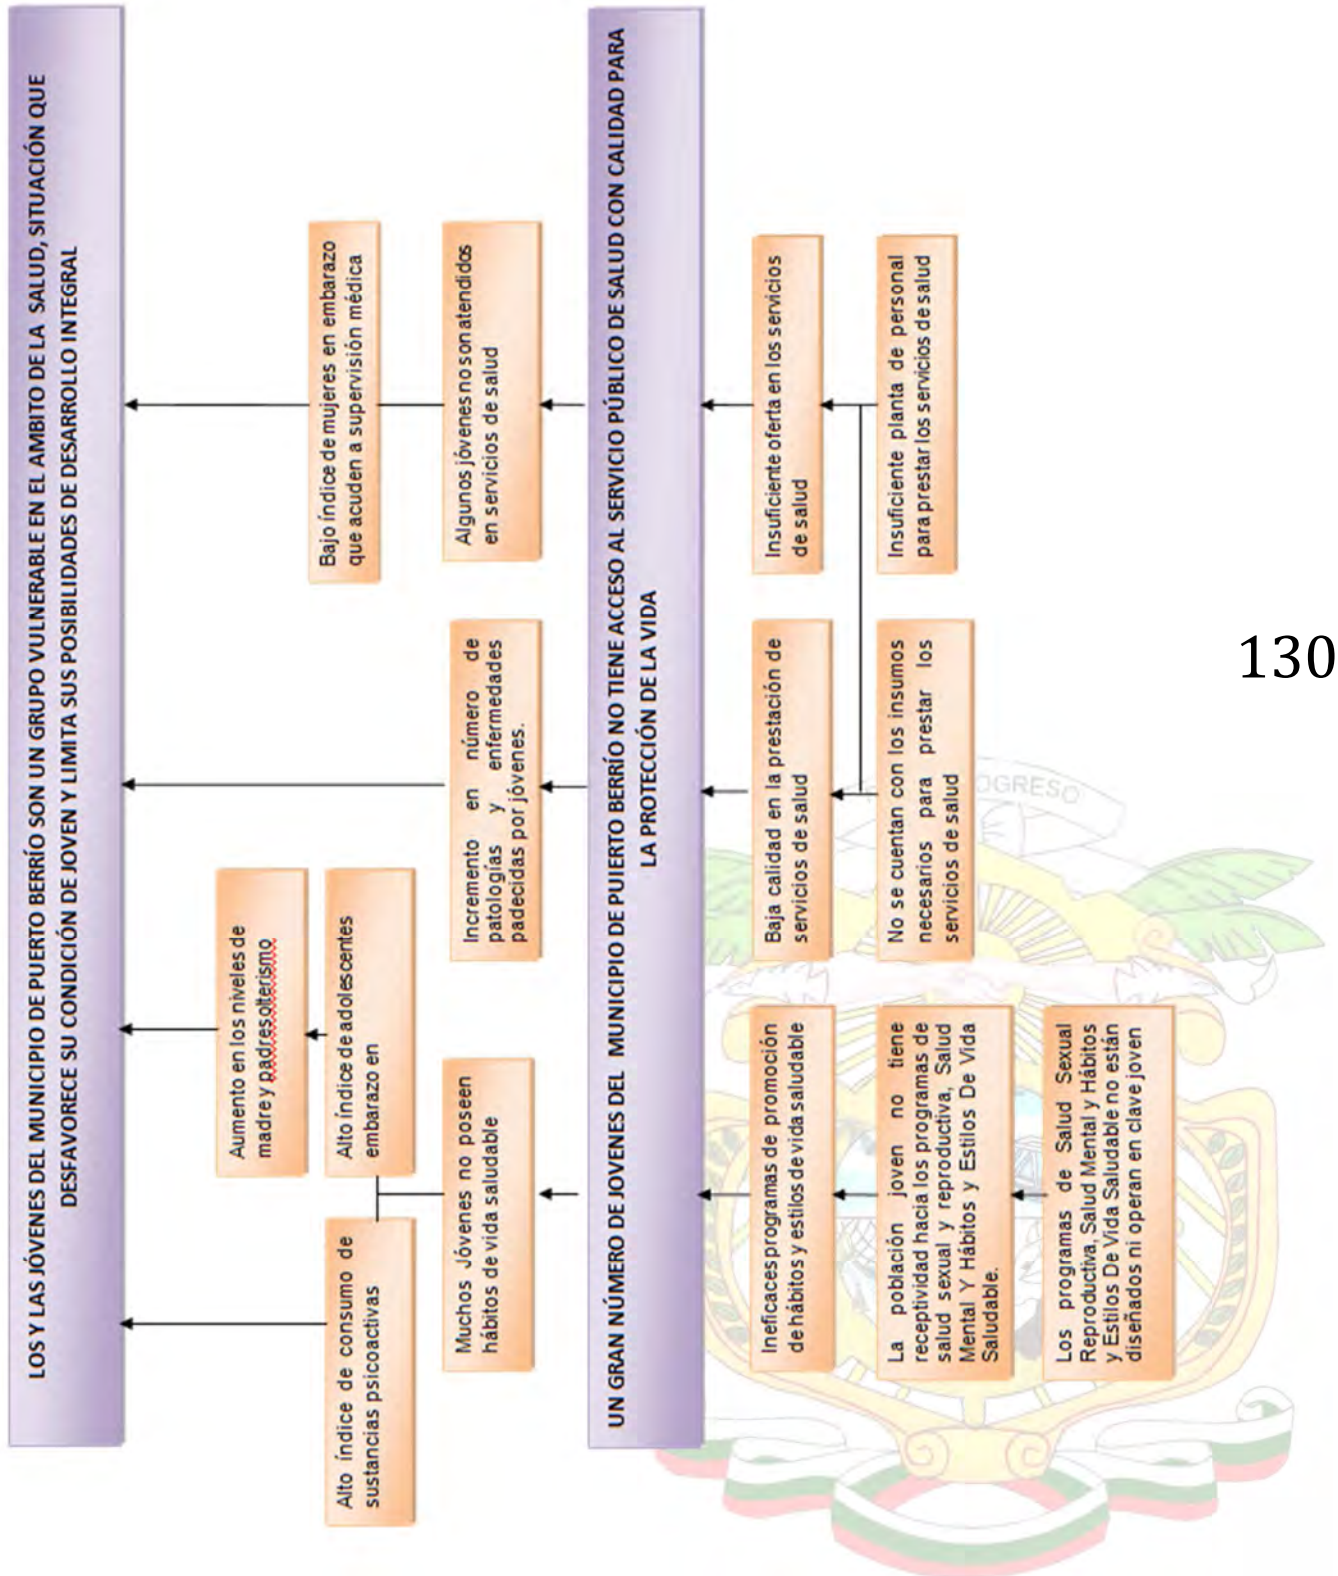 LOS Y LAS JÓVENES DEL MUNICIPIO DE PUERTO BERRÍO SON UN GRUPO VULNERABLE EN EL AMBITO DE LA SALUD, SITUACIÓN QUE
DESFAVORECE SU CONDICIÓN DE JOVEN Y LIMITA SUS POSIBILIDADES DE DESARROLLO INTEGRAL
Aumento en los niveles de
madre y padresolterismo
Alto índice de consumo de
sustancias psicoactivas
Alto índice de adolescentes
embarazo en
Bajo índice de mujeres en embarazo
que acuden a supervisión médica
Muchos Jóvenes no poseen
hábitos de vida saludable
Incremento en número de
patologías y enfermedades
padecidas por jóvenes.
Algunos jóvenes no son atendidos
en servicios de salud
UN GRAN NÚMERO DE JOVENES DEL MUNICIPIO DE PUIERTO BERRÍO NO TIENE ACCESO AL SERVICIO PÚBLICO DE SALUD CON CALIDAD PARA
LA PROTECCIÓN DE LA VIDA
Ineficaces programas de promoción
de hábitos y estilos de vida saludable
Baja calidad en la prestación de
servicios de salud
Insuficiente oferta en los servicios
de salud
La población joven no tiene
receptividad hacia los programas de
salud sexual y reproductiva, Salud
Mental Y Hábitos y Estilos De Vida
Saludable.
No se cuentan con los insumos
necesarios para prestar los
servicios de salud
Insuficiente planta de personal
para prestar los servicios de salud
Los programas de Salud Sexual
Reproductiva, Salud Mental y Hábitos
y Estilos De Vida Saludable no están
diseñados ni operan en clave joven
130